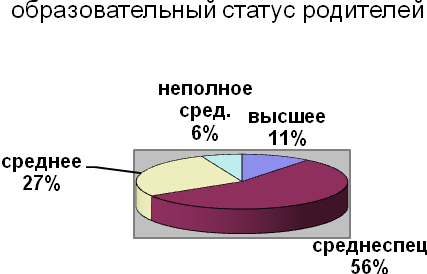 образовательный статус родителей
неполное
сред.
6%
высшее
11%
среднее
27%
среднеспец
56%